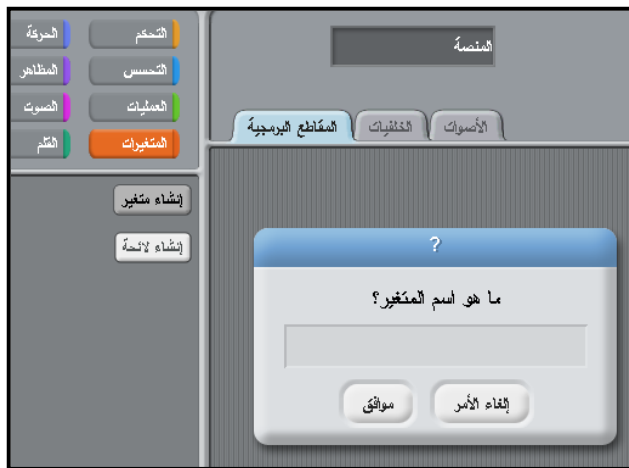 المنصة
الأصوات
الخلفيات
المقاطع البرمجية
التحكم
الحركة
التحسس
المظاهر
العمليات
الصوت
المتغيرات
القلم
إنشاء متغير
إنشاء لائحة
?
ما هو اسم المتغير؟
إلغاء الأمر
موافق